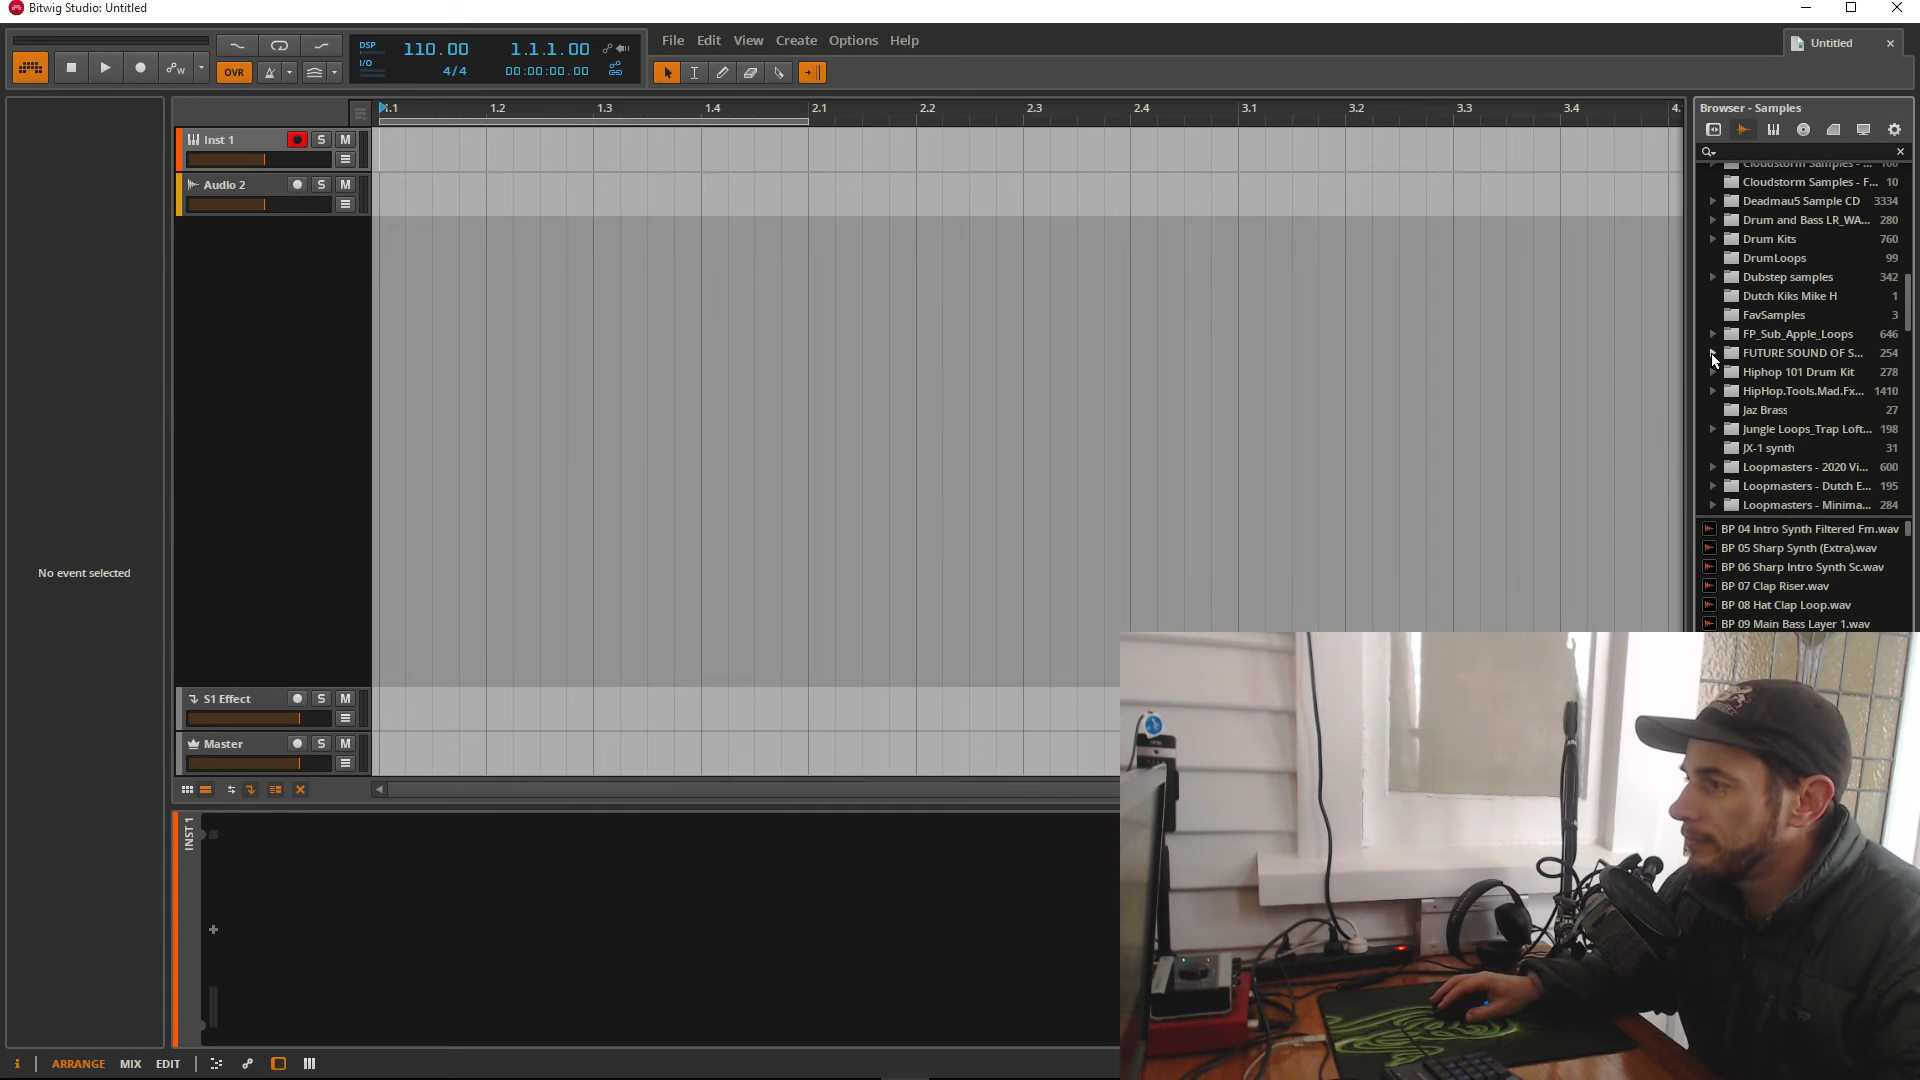 Bitwig Studio: Untitled
OVR
DSP
I/O
110.00
4/4
1.1.1.00
00:00:00.00
File Edit View Create Options Help
Untitled
1.2 1.3 1.4 2.1 2.2 2.3 2.4 3.1 3.2 3.3 3.4
Inst 1 S M
Audio 2 S M
S1 Effect S M
Master S M
No event selected
INST 1
Browser - Samples
Cloudstorm Samples - ... 100
Cloudstorm Samples - F... 10
Deadmau5 Sample CD 3334
Drum and Bass LR_WA... 280
Drum Kits 760
DrumLoops 99
Dubstep samples 342
Dutch Kiks Mike H 1
FavSamples 3
FP_Sub_Apple_Loops 646
FUTURE SOUND OF S... 254
Hiphop 101 Drum Kit 278
HipHop.Tools.Mad.Fx... 1410
Jaz Brass 27
Jungle Loops_Trap Loft... 198
JX-1 synth 31
Loopmasters - 2020 Vi... 600
Loopmasters - Dutch E... 195
Loopmasters - Minima... 284
BP 04 Intro Synth Filtered Fm.wav
BP 05 Sharp Synth (Extra).wav
BP 06 Sharp Intro Synth Sc.wav
BP 07 Clap Riser.wav
BP 08 Hat Clap Loop.wav
BP 09 Main Bass Layer 1.wav
i ARRANGE MIX EDIT